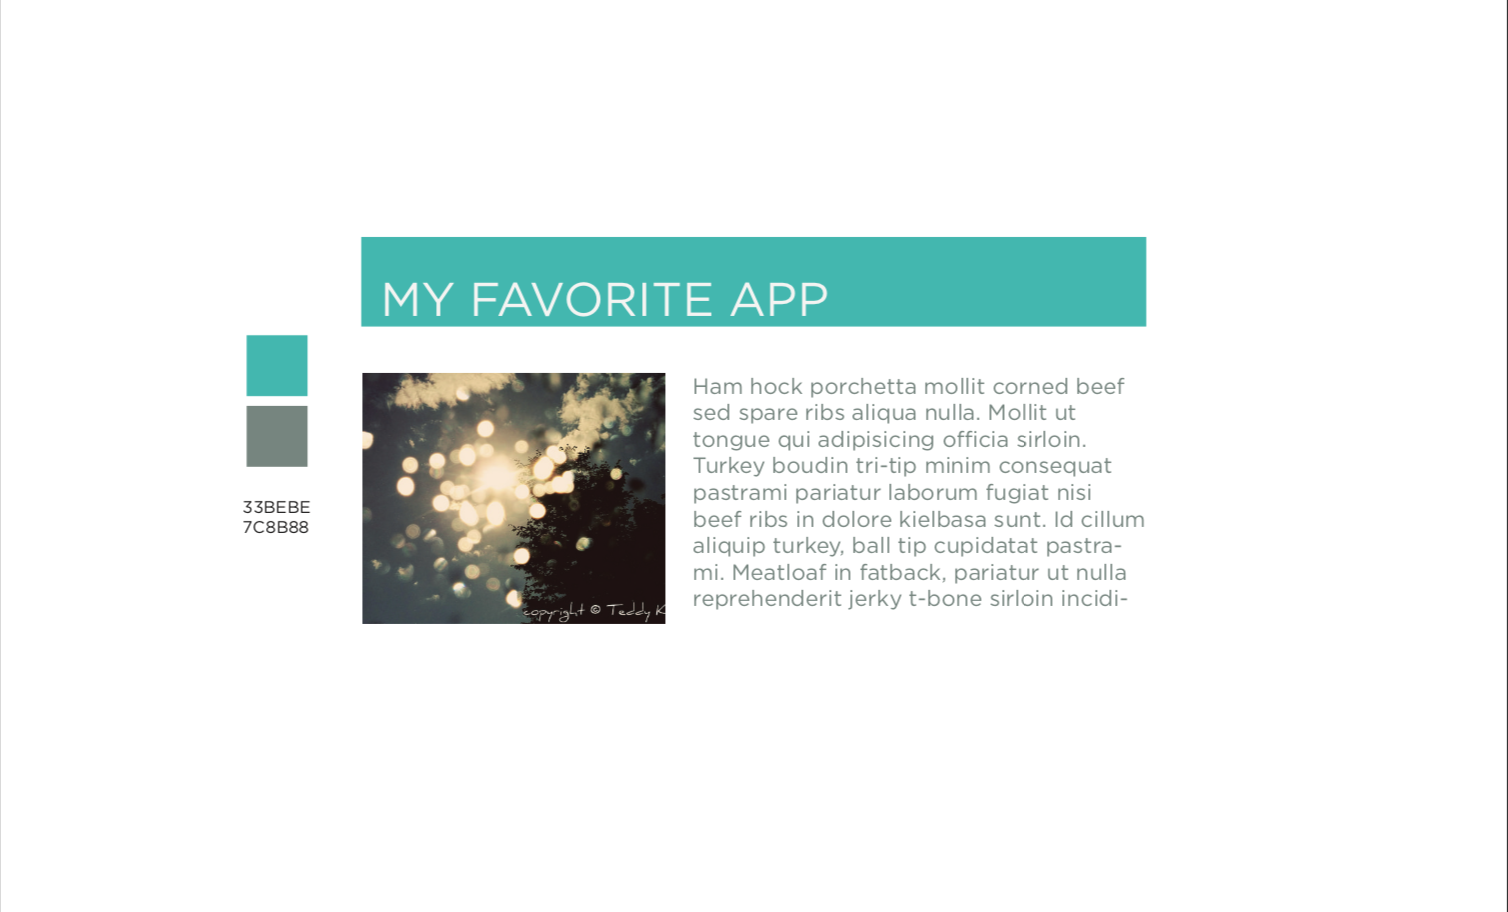 MY FAVORITE APP
33BEBE
7C8B88
Ham hock porchetta mollit corned beef
sed spare ribs aliqua nulla. Mollit ut
tongue qui adipisicing officia sirloin.
Turkey boudin tri-tip minim consequat
pastrami pariatur laborum fugiat nisi
beef ribs in dolore kielbasa sunt. Id cillum
aliquip turkey, ball tip cupidatat pastra-
mi. Meatloaf in fatback, pariatur ut nulla
reprehenderit jerky t-bone sirloin incidi-
copyright © Teddy K